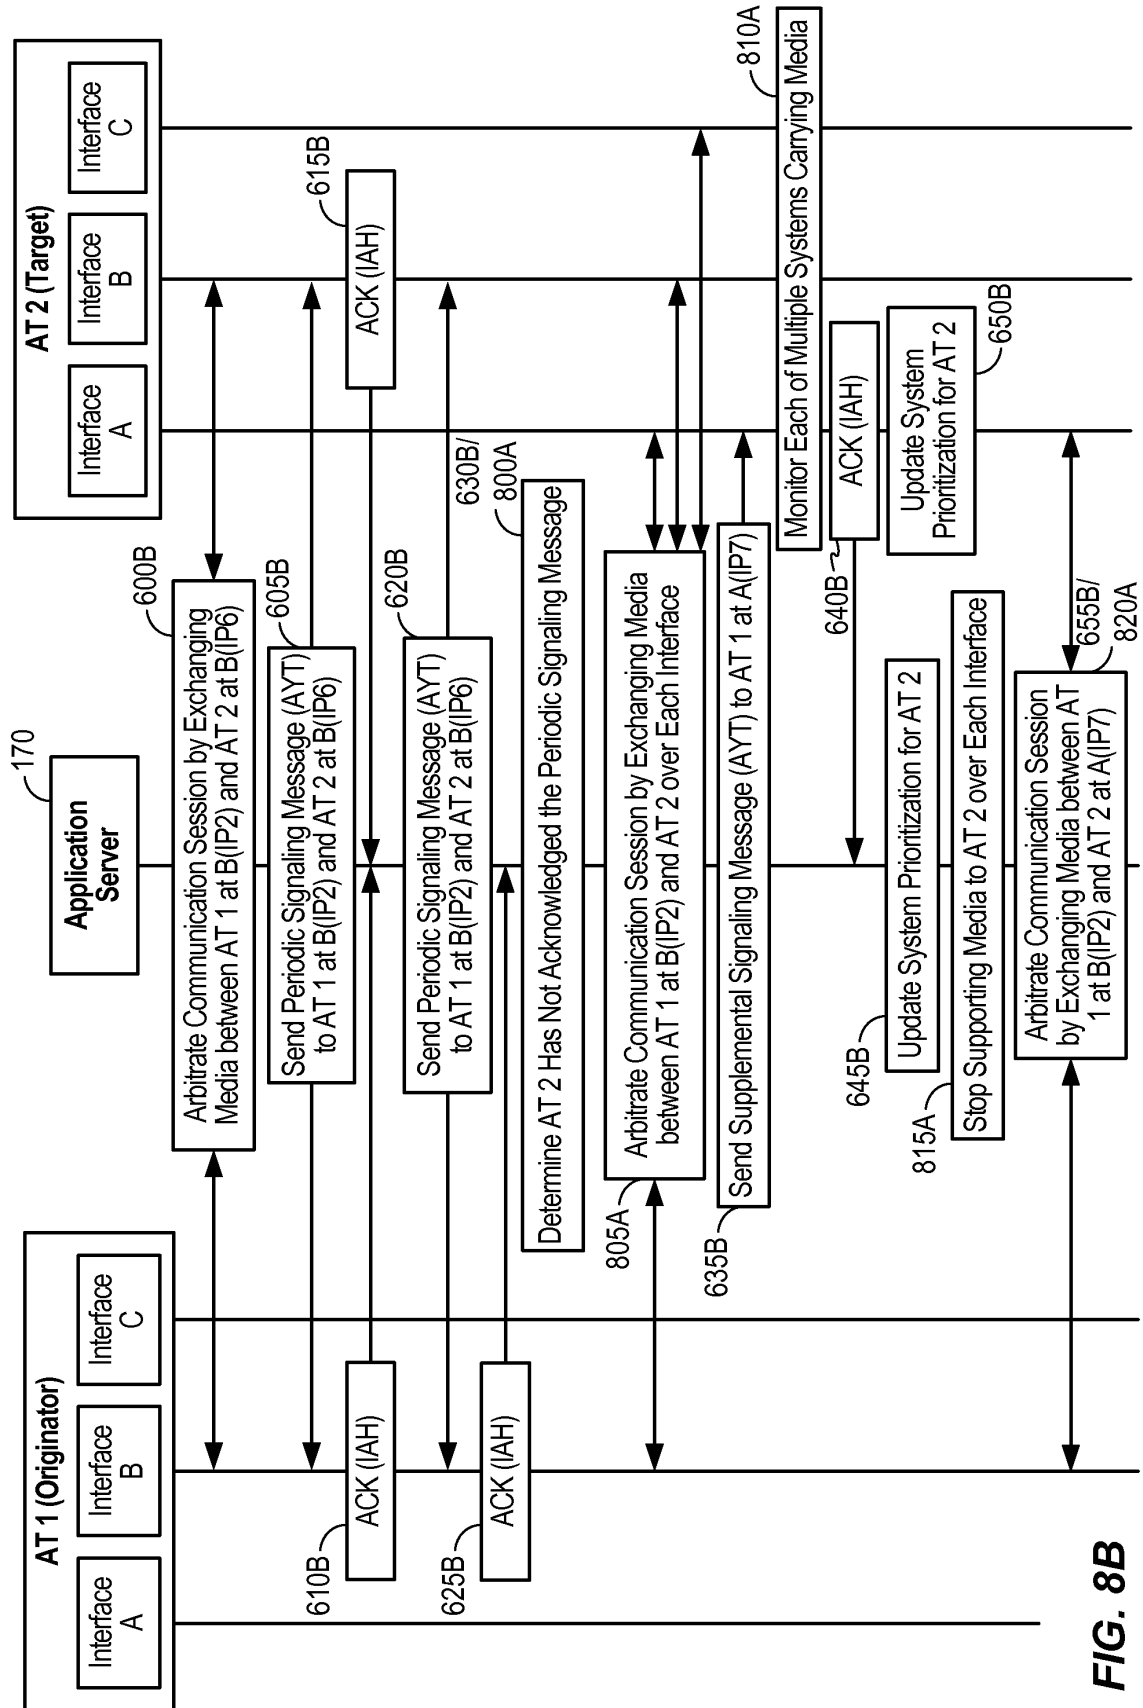 AT 1 (Originator)
Interface
A
Interface
B
Interface
C
170
Application
Server
AT 2 (Target)
Interface
A
Interface
B
Interface
C
600B
Arbitrate Communication Session by Exchanging
Media between AT 1 at B(IP2) and AT 2 at B(IP6)
605B
Send Periodic Signaling Message (AYT)
to AT 1 at B(IP2) and AT 2 at B(IP6)
610B
ACK (IAH)
615B
ACK (IAH)
620B
Send Periodic Signaling Message (AYT)
to AT 1 at B(IP2) and AT 2 at B(IP6)
625B
ACK (IAH)
630B/
800A
Determine AT 2 Has Not Acknowledged the Periodic Signaling Message
805A
Arbitrate Communication Session by Exchanging Media
between AT 1 at B(IP2) and AT 2 over Each Interface
635B
Send Supplemental Signaling Message (AYT) to AT 1 at A(IP7)
810A
Monitor Each of Multiple Systems Carrying Media
640B
ACK (IAH)
645B
Update System Prioritization for AT 2
Update System
Prioritization for AT 2
650B
815A
Stop Supporting Media to AT 2 over Each Interface
655B/
820A
Arbitrate Communication Session
by Exchanging Media between AT
1 at B(IP2) and AT 2 at A(IP7)
FIG. 8B